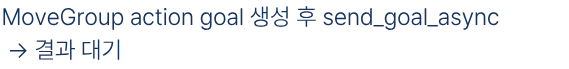 MoveGroup action goal 생성 후 send_goal_async
→ 결과 대기